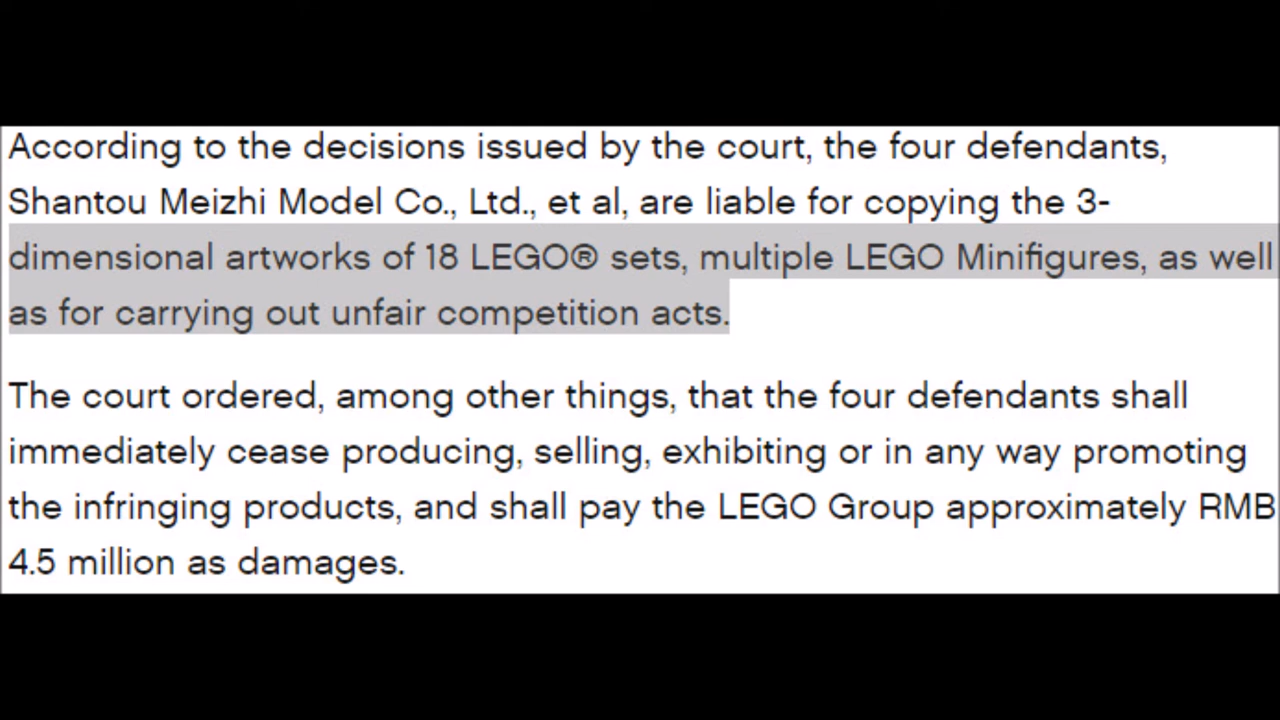 According to the decisions issued by the court, the four defendants,
Shantou Meizhi Model Co., Ltd., et al, are liable for copying the 3-
dimensional artworks of 18 LEGO® sets, multiple LEGO Minifigures, as well
as for carrying out unfair competition acts.
The court ordered, among other things, that the four defendants shall
immediately cease producing, selling, exhibiting or in any way promoting
the infringing products, and shall pay the LEGO Group approximately RMB
4.5 million as damages.